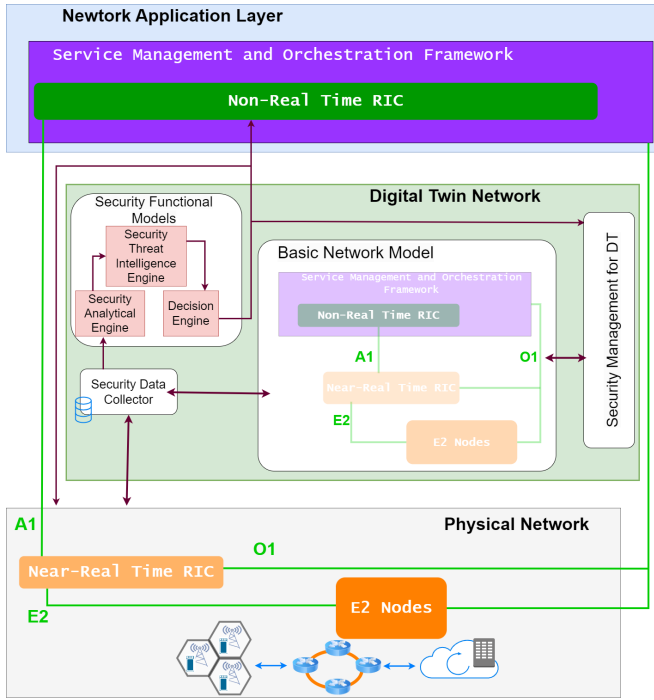 Newtork Application Layer
Service Management and Orchestration Framework
Non-Real Time RIC
Digital Twin Network
Security Functional
Models
Security
Threat
Intelligence
Engine
Security
Analytical
Engine
Decision
Engine
Security Data
Collector
Basic Network Model
Service Management and Orchestration
Framework
Non-Real Time RIC
A1
O1
Near-Real Time RIC
E2
E2 Nodes
Security Management for DT
Physical Network
A1
O1
Near-Real Time RIC
E2
E2 Nodes